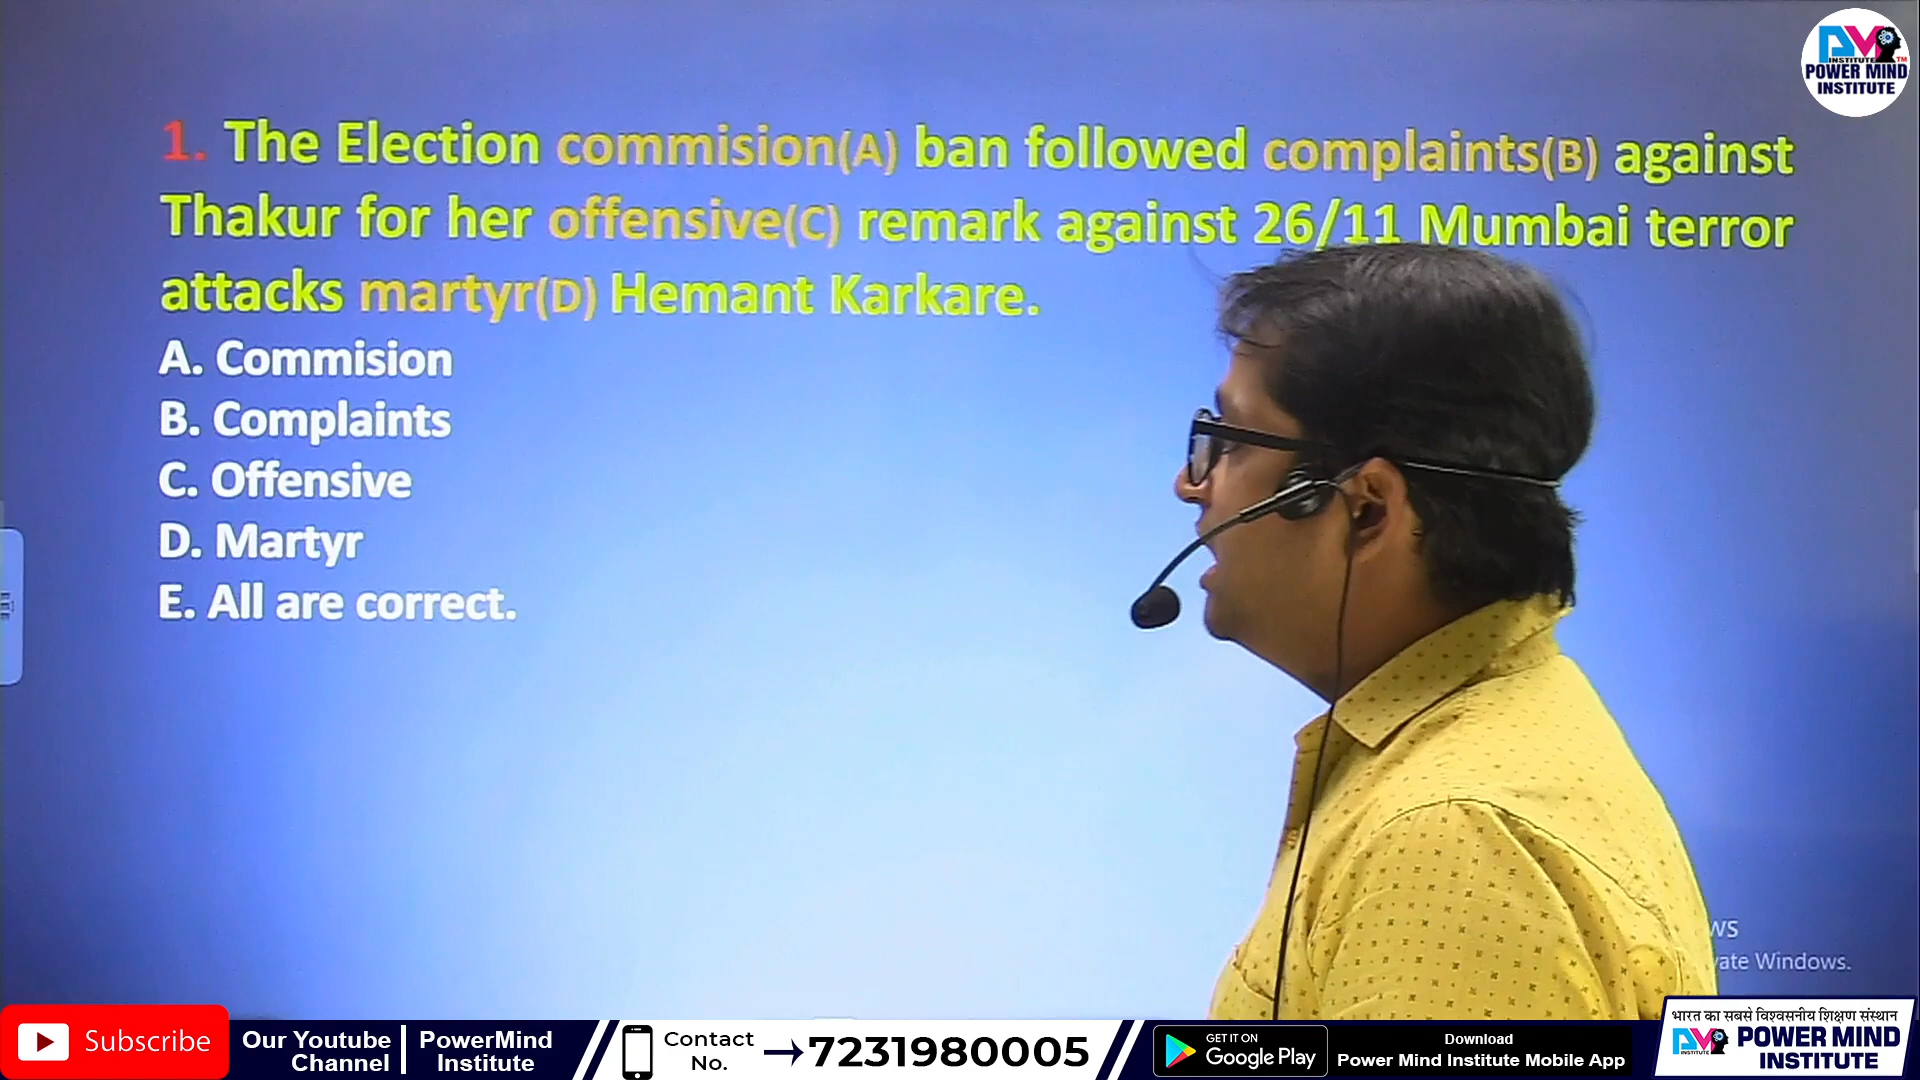 1. The Election commision(A) ban followed complaints(B) against
Thakur for her offensive(C) remark against 26/11 Mumbai terror
attacks martyr(D) Hemant Karkare.
A. Commision
B. Complaints
C. Offensive
D. Martyr
E. All are correct.
INSTITUTE
POWER MIND
INSTITUTE
Windows.
Subscribe
Our Youtube
Channel
PowerMind
Institute
Contact
No.
7231980005
GET IT ON
Google Play
Download
Power Mind Institute Mobile App
भारत का सबसे विश्वसनीय शिक्षण संस्थान
INSTITUTE
POWER MIND
INSTITUTE